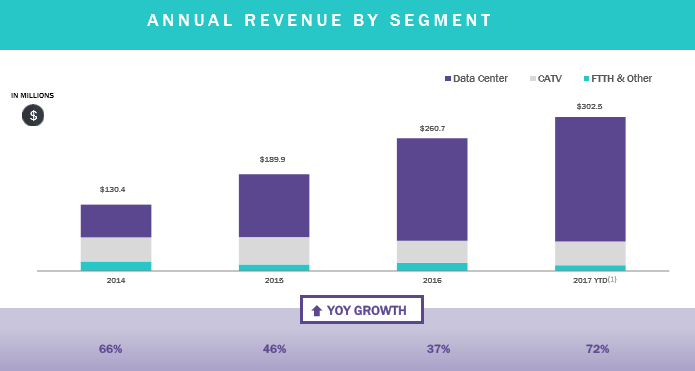 ANNUAL REVENUE BY SEGMENT
Data Center CATV FTTH & Other
IN MILLIONS
$
$130.4 $189.9 $260.7 $302.5
2014 2015 2016 2017 YTD(1)
YOY GROWTH
66% 46% 37% 72%